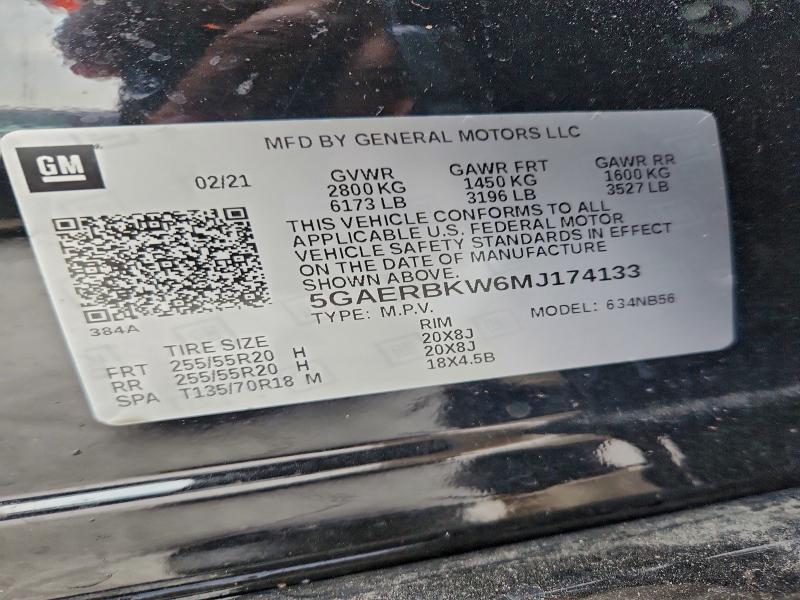 MFD BY GENERAL MOTORS LLC
GM
02/21
GVWR
2800 KG
6173 LB
GAWR FRT
1450 KG
3196 LB
GAWR RR
1600 KG
3527 LB
THIS VEHICLE CONFORMS TO ALL
APPLICABLE U.S. FEDERAL MOTOR
VEHICLE SAFETY STANDARDS IN EFFECT
ON THE DATE OF MANUFACTURE
SHOWN ABOVE.
5GAERBKW6MJ174133
TYPE: M.P.V.
MODEL: 634NB56
384A
TIRE SIZE
RIM
FRT 255/55R20 H 20X8J
RR 255/55R20 H 20X8J
SPA T135/70R18 M 18X4.5B